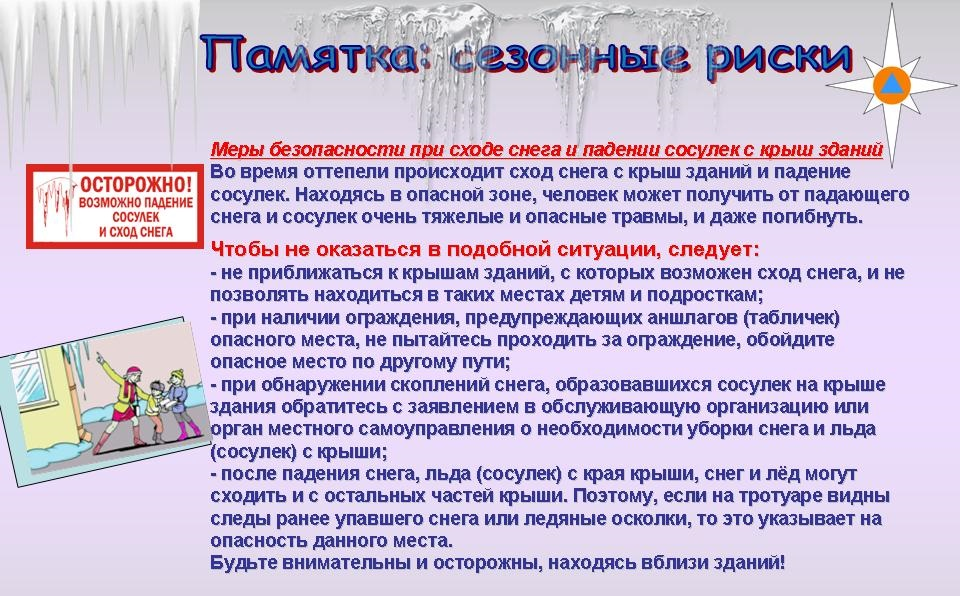 Памятка: сезонные риски
Меры безопасности при сходе снега и падении сосулек с крыш зданий
Во время оттепели происходит сход снега с крыш зданий и падение
сосулек. Находясь в опасной зоне, человек может получить от падающего
снега и сосулек очень тяжелые и опасные травмы, и даже погибнуть.
ОСТОРОЖНО!
ВОЗМОЖНО ПАДЕНИЕ
СОСУЛЕК
И СХОД СНЕГА
Чтобы не оказаться в подобной ситуации, следует:
- не приближаться к крышам зданий, с которых возможен сход снега, и не
позволять находиться в таких местах детям и подросткам;
- при наличии ограждения, предупреждающих аншлагов (табличек)
опасного места, не пытайтесь проходить за ограждение, обойдите
опасное место по другому пути;
- при обнаружении скоплений снега, образовавшихся сосулек на крыше
здания обратитесь с заявлением в обслуживающую организацию или
орган местного самоуправления о необходимости уборки снега и льда
(сосулек) с крыши;
- после падения снега, льда (сосулек) с края крыши, снег и лёд могут
сходить и с остальных частей крыши. Поэтому, если на тротуаре видны
следы ранее упавшего снега или ледяные осколки, то это указывает на
опасность данного места.
Будьте внимательны и осторожны, находясь вблизи зданий!